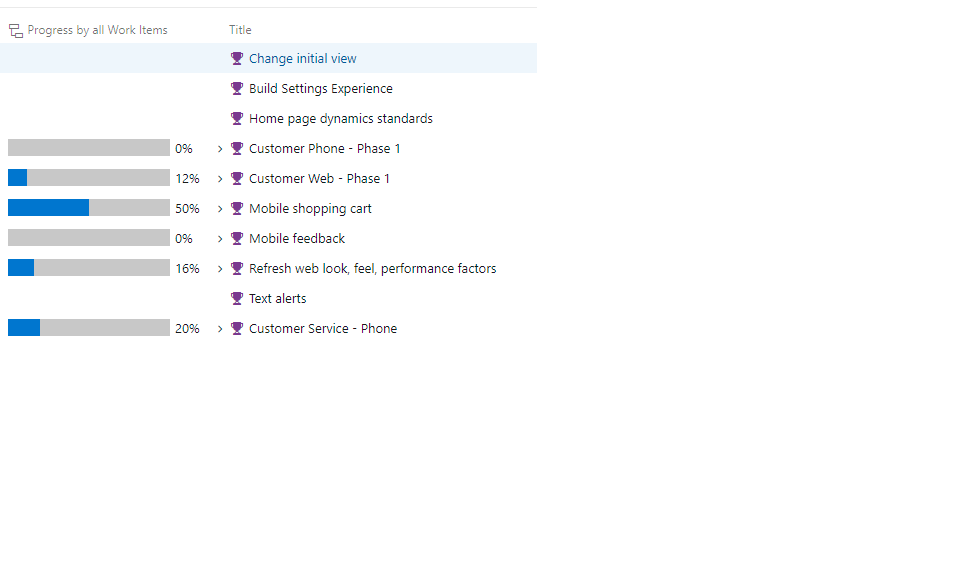 Progress by all Work Items Title
Change initial view
Build Settings Experience
Home page dynamics standards
0% Customer Phone - Phase 1
12% Customer Web - Phase 1
50% Mobile shopping cart
0% Mobile feedback
16% Refresh web look, feel, performance factors
Text alerts
20% Customer Service - Phone